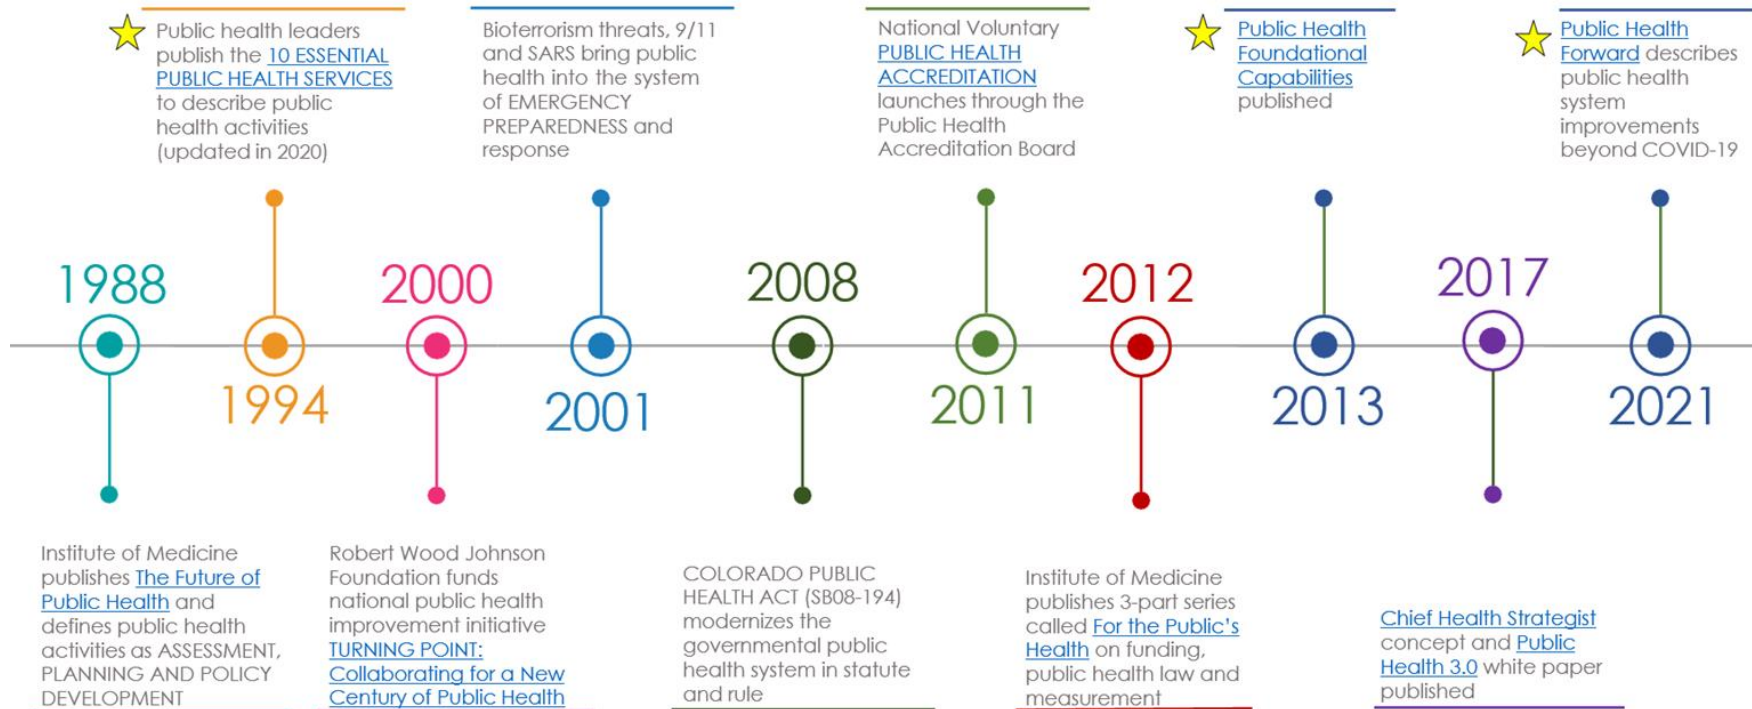 Public health leaders
publish the 10 ESSENTIAL
PUBLIC HEALTH SERVICES
to describe public
health activities
(updated in 2020)
Bioterrorism threats, 9/11
and SARS bring public
health into the system
of EMERGENCY
PREPAREDNESS and
response
National Voluntary
PUBLIC HEALTH
ACCREDITATION
launches through the
Public Health
Accreditation Board
Public Health
Foundational
Capabilities
published
Public Health
Forward describes
public health
system
improvements
beyond COVID-19
1988
1994
2000
2001
2008
2011
2012
2013
2017
2021
Institute of Medicine
publishes The Future of
Public Health and
defines public health
activities as ASSESSMENT,
PLANNING AND POLICY
DEVELOPMENT
Robert Wood Johnson
Foundation funds
national public health
improvement initiative
TURNING POINT:
Collaborating for a New
Century of Public Health
COLORADO PUBLIC
HEALTH ACT (SB08-194)
modernizes the
governmental public
health system in statute
and rule
Institute of Medicine
publishes 3-part series
called For the Public's
Health on funding,
public health law and
measurement
Chief Health Strategist
concept and Public
Health 3.0 white paper
published